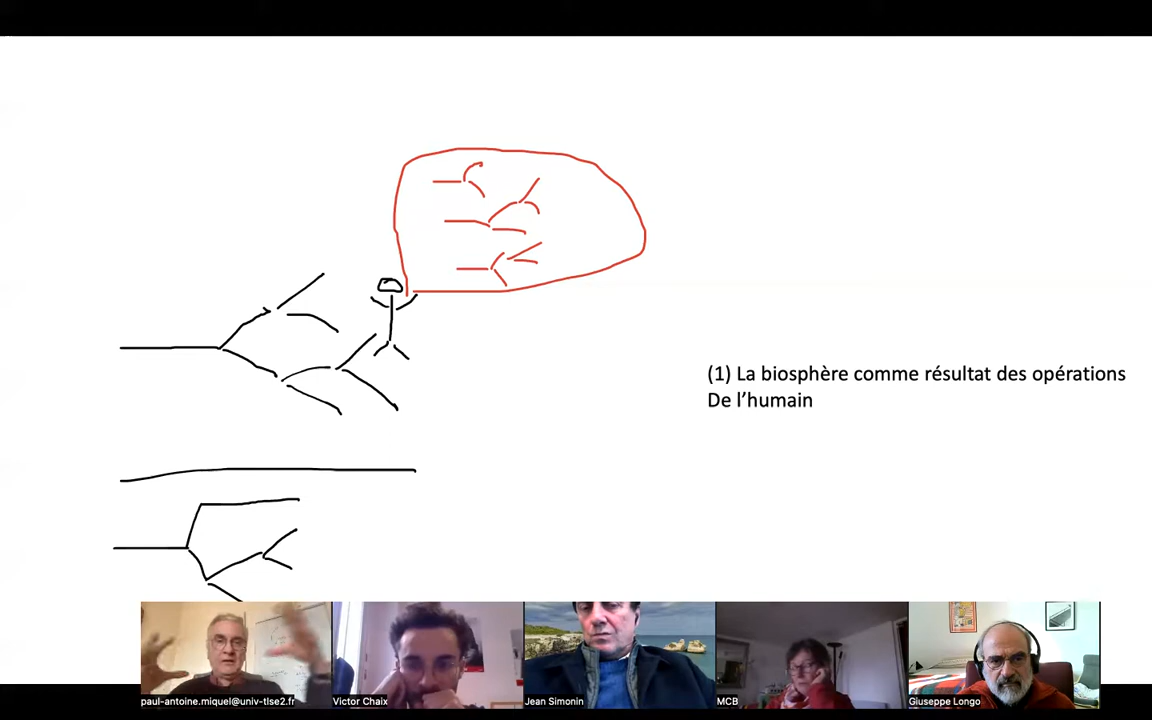 (1) La biosphère comme résultat des opérations
De l’humain
paul-antoine.miquel@univ-tlse2.fr
Victor Chaix
Jean Simonin
MCB
Giuseppe Longo